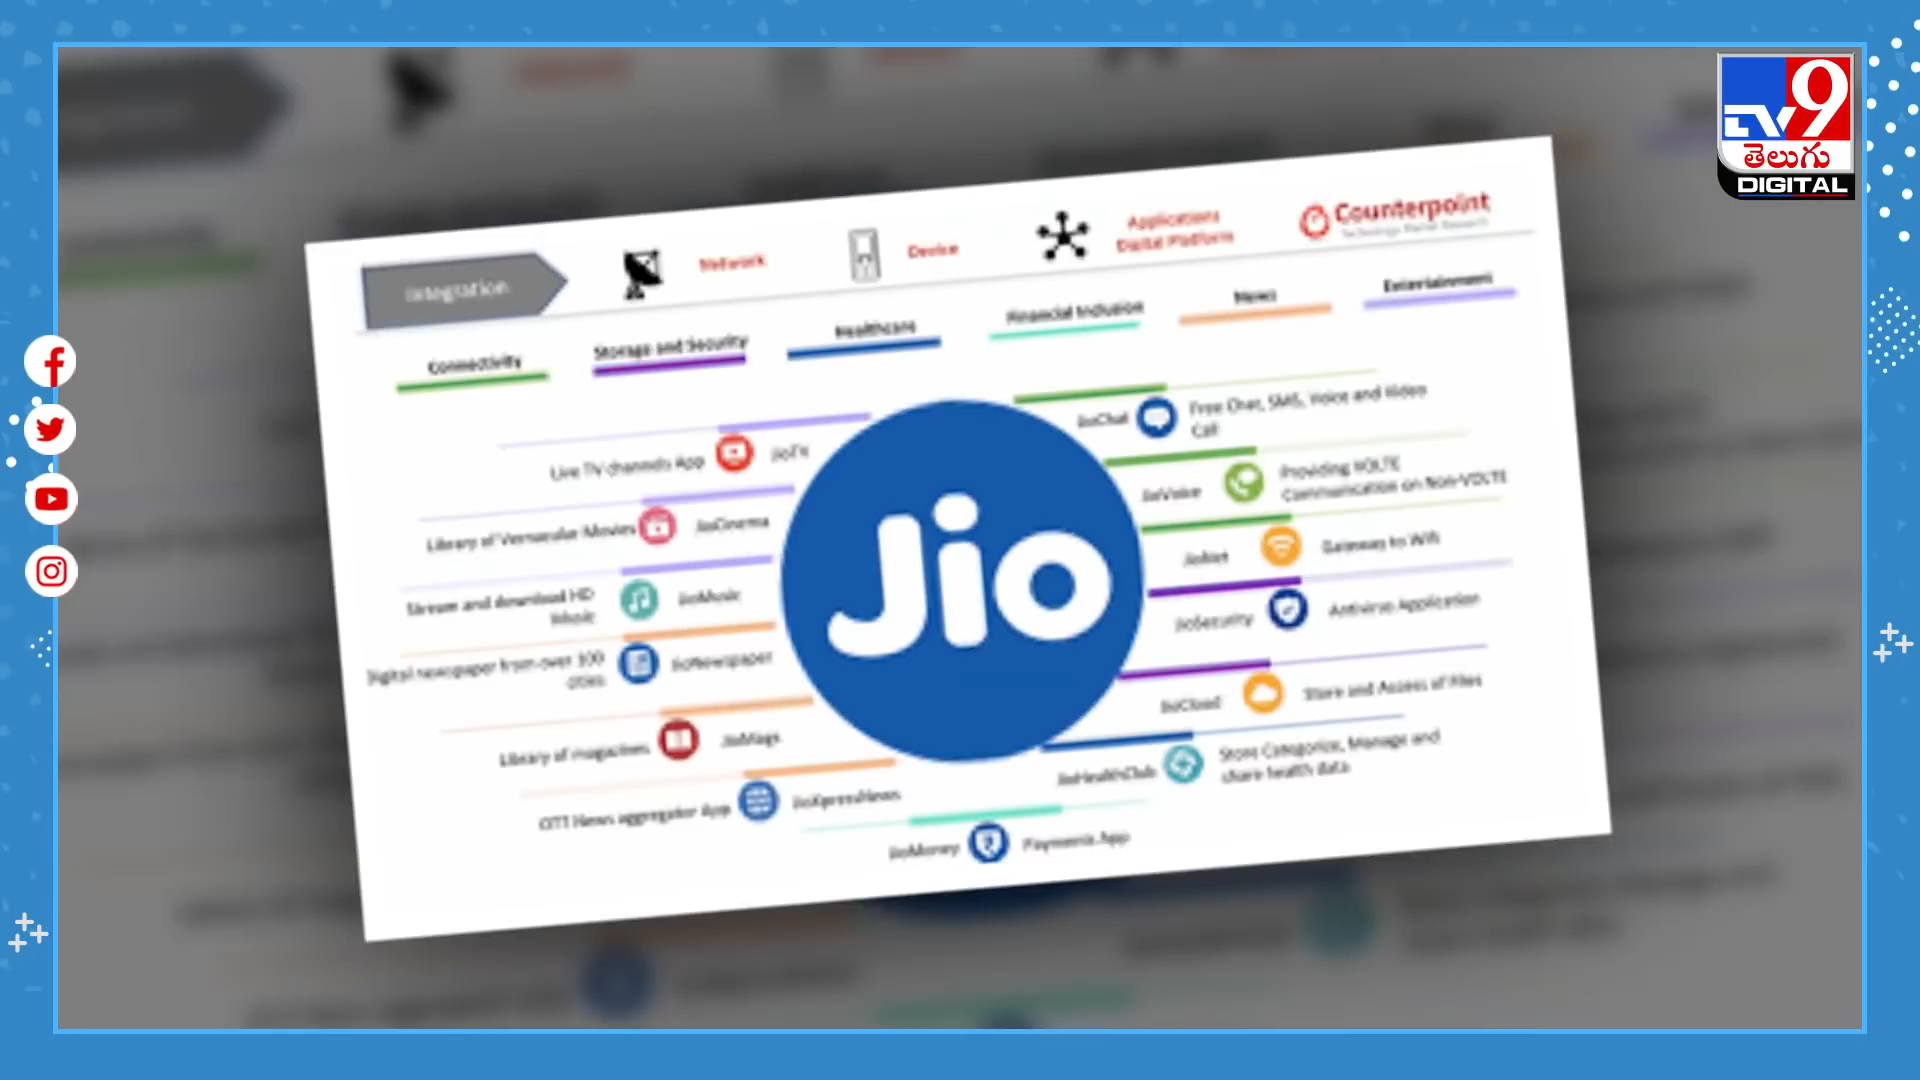 TV9
తెలుగు
DIGITAL
Integration
Network
Device
Applications
Digital Platform
Counterpoint
Technology Market Research
Connectivity
Storage and Security
Healthcare
Financial Inclusion
News
Entertainment
Live TV channels App
JioTV
Library of Vernacular Movies
JioCinema
Stream and download HD
Music
JioMusic
Digital newspaper from over 100
cities
JioNewspaper
Library of magazines
JioMags
OTT News aggregator App
JioXpressNews
Jio
JioChat
Free Chat, SMS, Voice and Video
Call
JioVoice
Providing VOLTE
Communication on Non-VOLTE
JioNet
Gateway to Wifi
JioSecurity
Antivirus Application
JioCloud
Store and Access of Files
JioHealthClub
Store Categorize, Manage and
share health data
JioMoney
Payments App